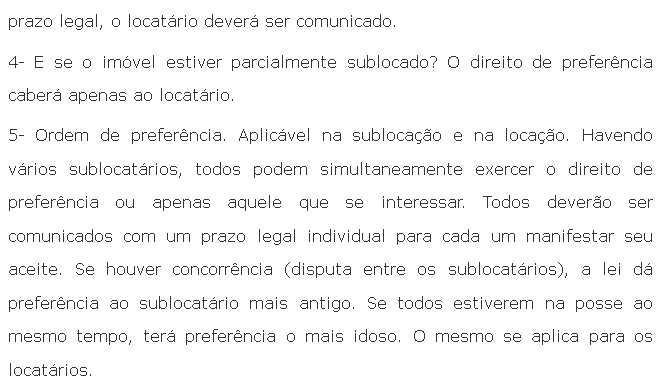 prazo legal, o locatário deverá ser comunicado.
4- E se o imóvel estiver parcialmente sublocado? O direito de preferência
caberá apenas ao locatário.
5- Ordem de preferência. Aplicável na sublocação e na locação. Havendo
vários sublocatários, todos podem simultaneamente exercer o direito de
preferência ou apenas aquele que se interessar. Todos deverão ser
comunicados com um prazo legal individual para cada um manifestar seu
aceite. Se houver concorrência (disputa entre os sublocatários), a lei dá
preferência ao sublocatário mais antigo. Se todos estiverem na posse ao
mesmo tempo, terá preferência o mais idoso. O mesmo se aplica para os
locatários.